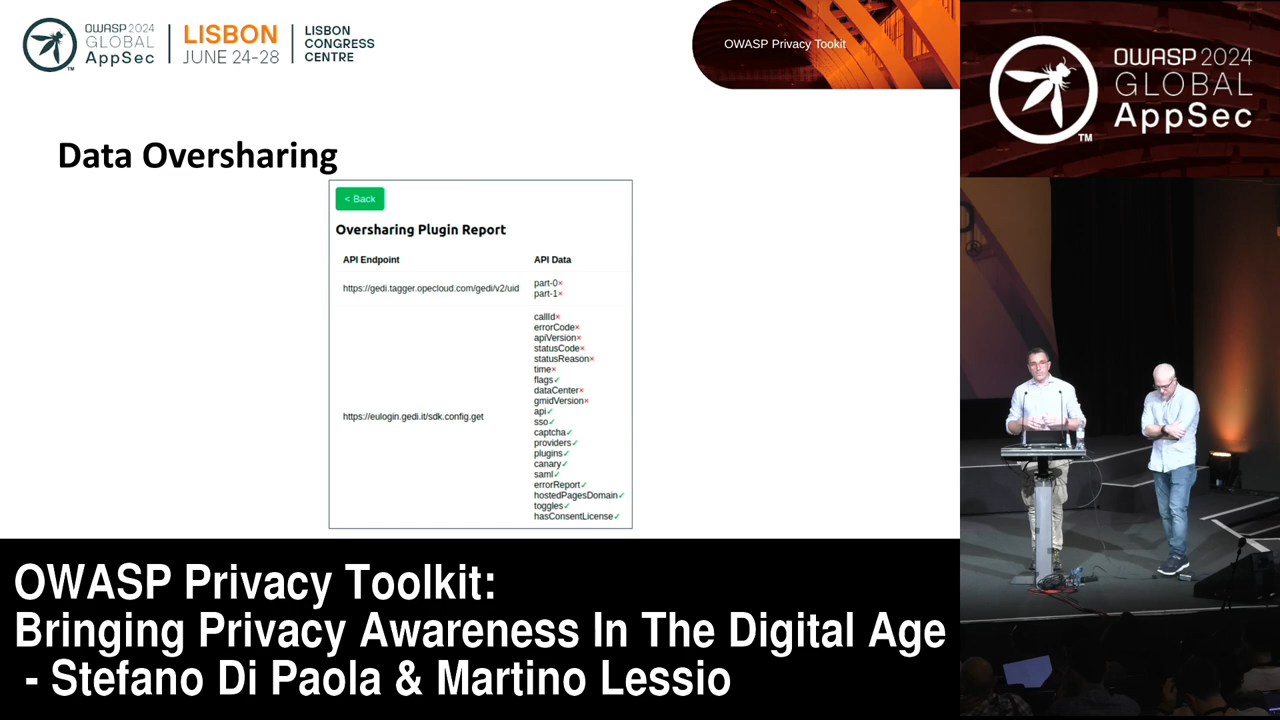 OWASP 2024
GLOBAL
AppSec
TM
LISBON
JUNE 24-28
LISBON
CONGRESS
CENTRE
OWASP Privacy Tookit
OWASP 2024
GLOBAL
AppSec
TM
Data Oversharing
< Back
Oversharing Plugin Report
API Endpoint API Data
https://gedi.tagger.opecloud.com/gedi/v2/uid
part-0×
part-1×
https://eulogin.gedi.it/sdk.config.get
callId×
errorCode×
apiVersion×
statusCode×
statusReason×
time×
flags✓
dataCenter×
gmidVersion×
api✓
sso✓
captcha✓
providers✓
plugins✓
canary✓
saml✓
errorReport✓
hostedPagesDomain✓
toggles✓
hasConsentLicense✓
OWASP Privacy Toolkit:
Bringing Privacy Awareness In The Digital Age
- Stefano Di Paola & Martino Lessio